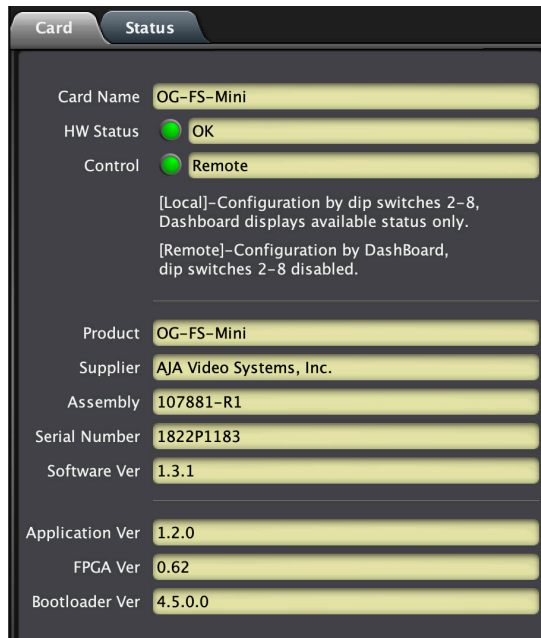 Card Status
Card Name OG-FS-Mini
HW Status OK
Control Remote
[Local]-Configuration by dip switches 2-8,
Dashboard displays available status only.
[Remote]-Configuration by DashBoard,
dip switches 2-8 disabled.
Product OG-FS-Mini
Supplier AJA Video Systems, Inc.
Assembly 107881-R1
Serial Number 1822P1183
Software Ver 1.3.1
Application Ver 1.2.0
FPGA Ver 0.62
Bootloader Ver 4.5.0.0